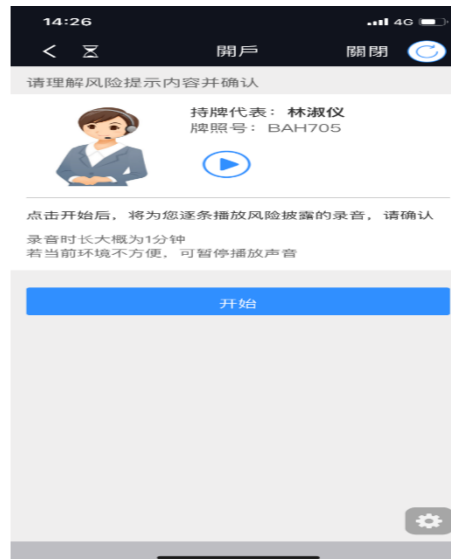 14:26
4G
開戶
關閉
请理解风险提示内容并确认
持牌代表：林淑仪
牌照号：BAH705
点击开始后，将为您逐条播放风险披露的录音，请确认
录音时长大概为1分钟
若当前环境不方便，可暂停播放声音
开始